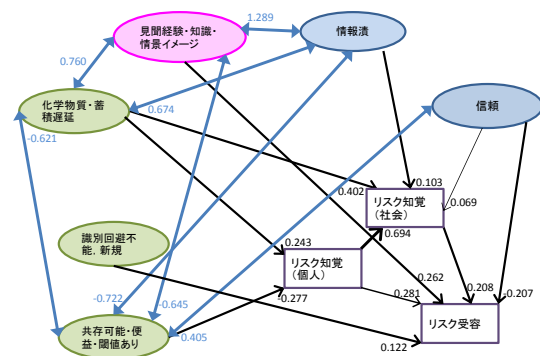 見聞経験・知識・
情景イメージ
1.289
情報漬
0.760
化学物質・蓄
積遅延
0.674
信頼
-0.621
0.402
0.103
リスク知覚
（社会）
0.069
識別回避不
能，新規
0.243
リスク知覚
（個人）
0.694
-0.722
-0.645
0.277
0.281
0.262
0.208
0.207
共存可能・便
益・閾値あり
0.405
リスク受容
0.122